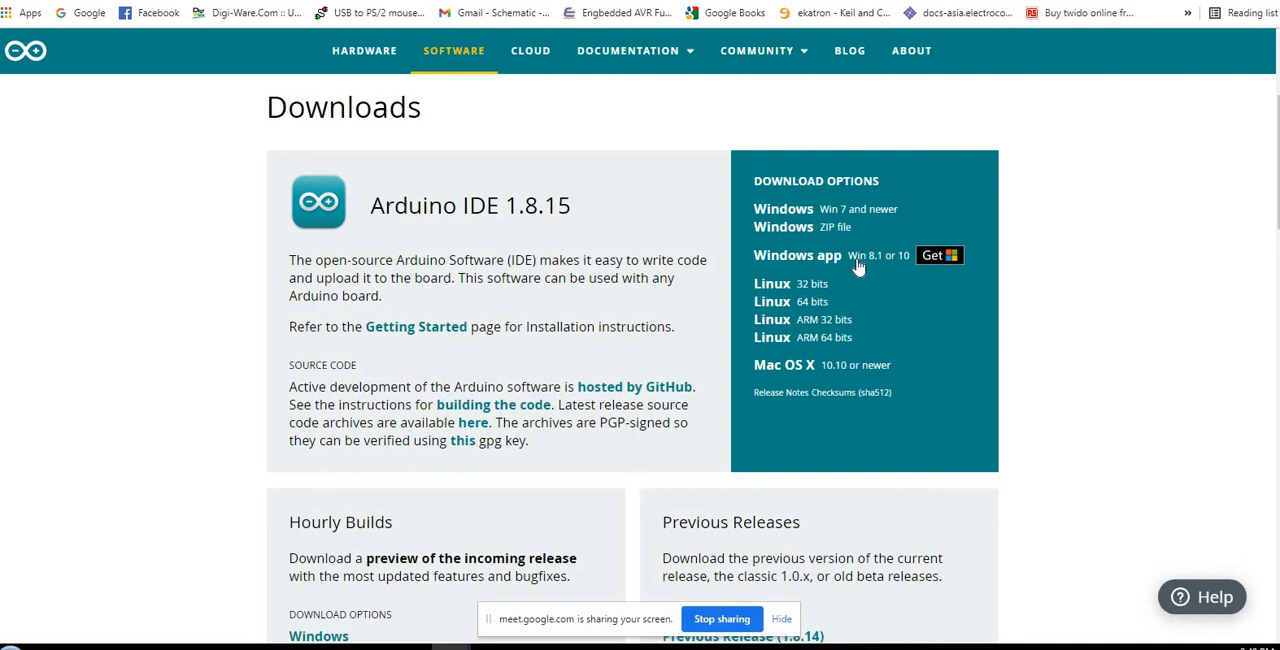 Apps Google Facebook Digi-Ware.Com :: U... USB to PS/2 mouse... Gmail - Schematic -... Engbedded AVR Fu... Google Books ekatron - Keil and C... docs-asia.electroco... Buy twido online fr... » Reading list
HARDWARE SOFTWARE CLOUD DOCUMENTATION COMMUNITY BLOG ABOUT
Downloads
Arduino IDE 1.8.15
The open-source Arduino Software (IDE) makes it easy to write code
and upload it to the board. This software can be used with any
Arduino board.
Refer to the Getting Started page for Installation instructions.
SOURCE CODE
Active development of the Arduino software is hosted by GitHub.
See the instructions for building the code. Latest release source
code archives are available here. The archives are PGP-signed so
they can be verified using this gpg key.
DOWNLOAD OPTIONS
Windows Win 7 and newer
Windows ZIP file
Windows app Win 8.1 or 10 Get
Linux 32 bits
Linux 64 bits
Linux ARM 32 bits
Linux ARM 64 bits
Mac OS X 10.10 or newer
Release Notes Checksums (sha512)
Hourly Builds
Download a preview of the incoming release
with the most updated features and bugfixes.
DOWNLOAD OPTIONS
Windows
Previous Releases
Download the previous version of the current
release, the classic 1.0.x, or old beta releases.
Previous Release (1.8.14)
Help
meet.google.com is sharing your screen. Stop sharing Hide